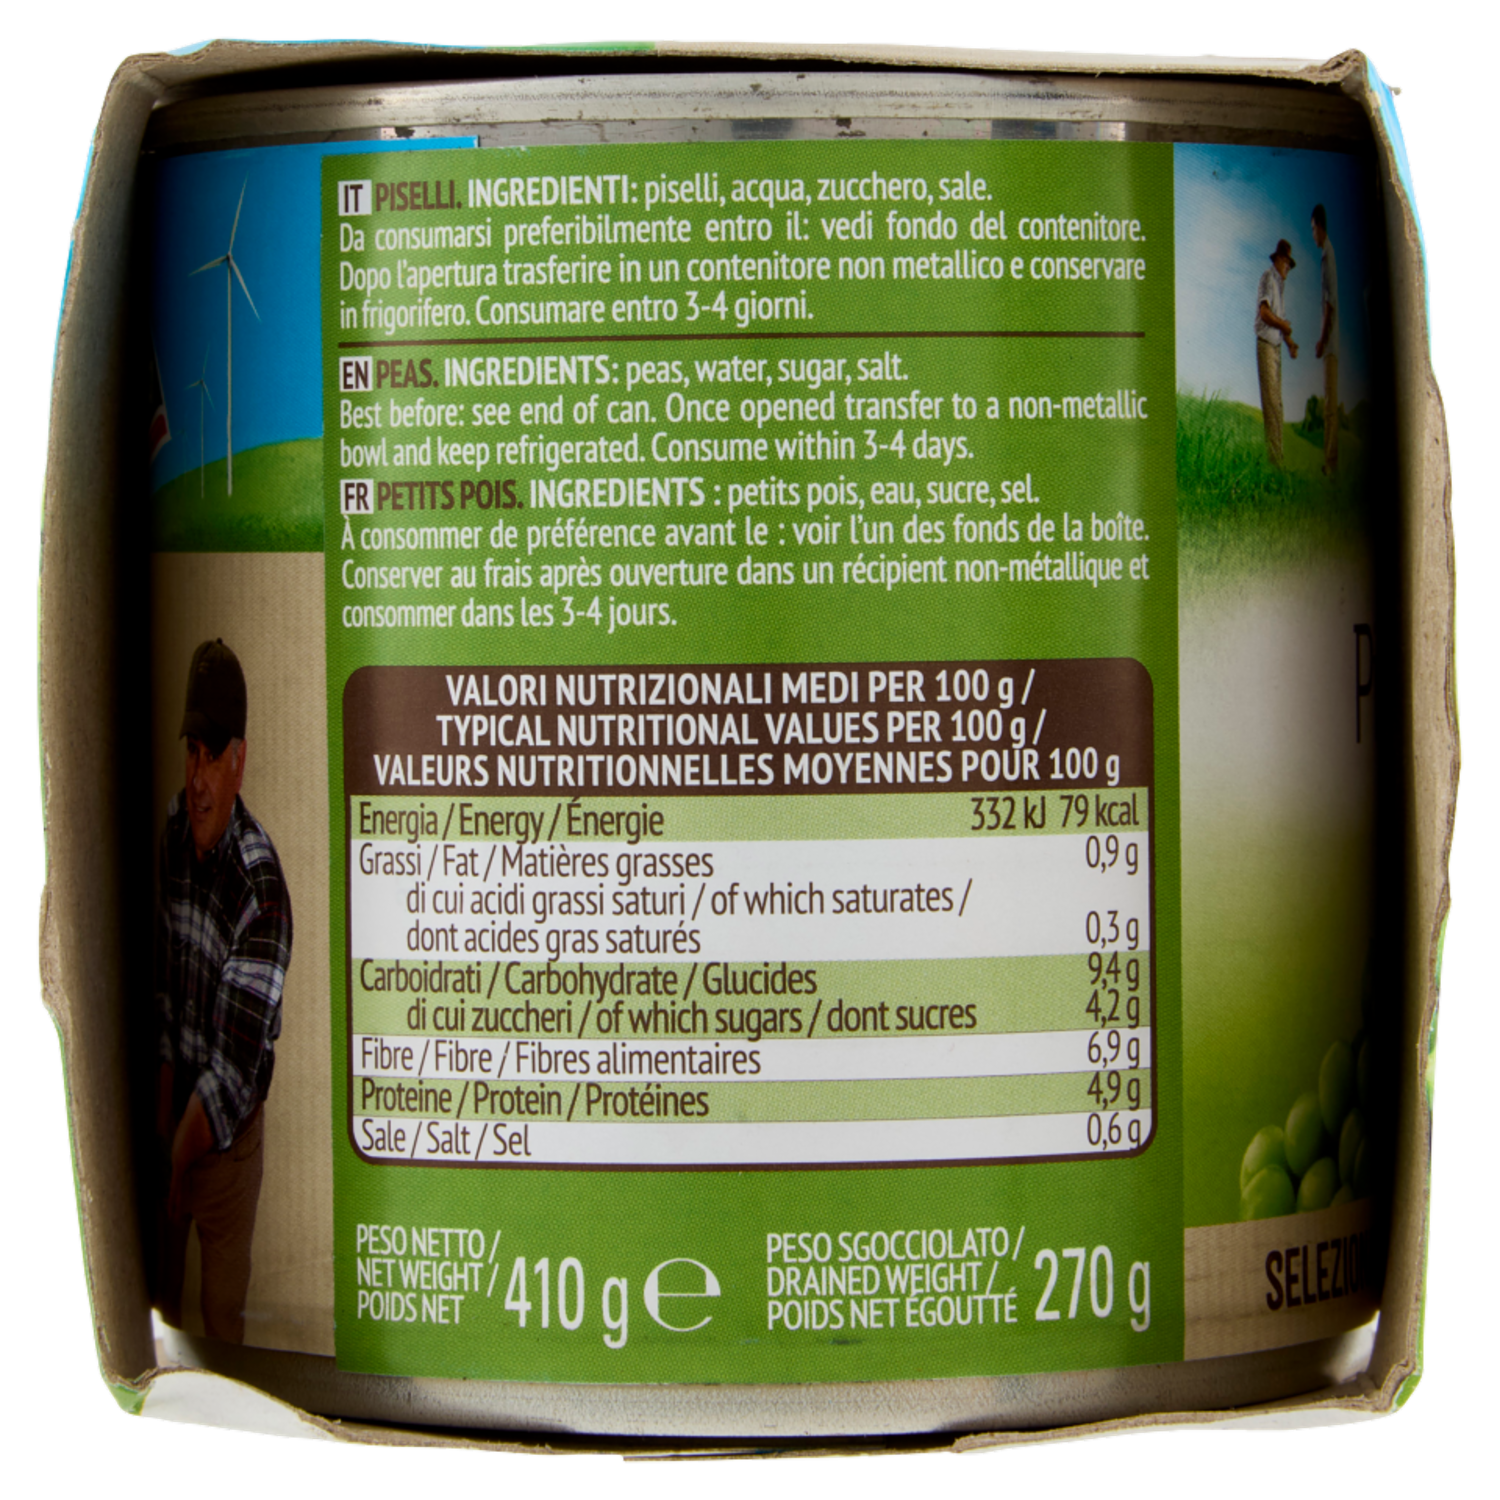 IT PISELLI. INGREDIENTI: piselli, acqua, zucchero, sale.
Da consumarsi preferibilmente entro il: vedi fondo del contenitore.
Dopo l'apertura trasferire in un contenitore non metallico e conservare
in frigorifero. Consumare entro 3-4 giorni.
EN PEAS. INGREDIENTS: peas, water, sugar, salt.
Best before: see end of can. Once opened transfer to a non-metallic
bowl and keep refrigerated. Consume within 3-4 days.
FR PETITS POIS. INGREDIENTS : petits pois, eau, sucre, sel.
À consommer de préférence avant le : voir l'un des fonds de la boîte.
Conserver au frais après ouverture dans un récipient non-métallique et
consommer dans les 3-4 jours.
VALORI NUTRIZIONALI MEDI PER 100 g /
TYPICAL NUTRITIONAL VALUES PER 100 g /
VALEURS NUTRITIONNELLES MOYENNES POUR 100 g
Energia / Energy / Énergie 332 kJ 79 kcal
Grassi / Fat / Matières grasses 0,9 g
di cui acidi grassi saturi / of which saturates /
dont acides gras saturés 0,3 g
Carboidrati / Carbohydrate / Glucides 9,4 g
di cui zuccheri / of which sugars / dont sucres 4,2 g
Fibre / Fibre / Fibres alimentaires 6,9 g
Proteine / Protein / Protéines 4,9 g
Sale / Salt / Sel 0,6 g
PESO NETTO /
NET WEIGHT /
POIDS NET
410 g e
PESO SGOCCIOLATO /
DRAINED WEIGHT /
POIDS NET ÉGOUTTÉ
270 g
P